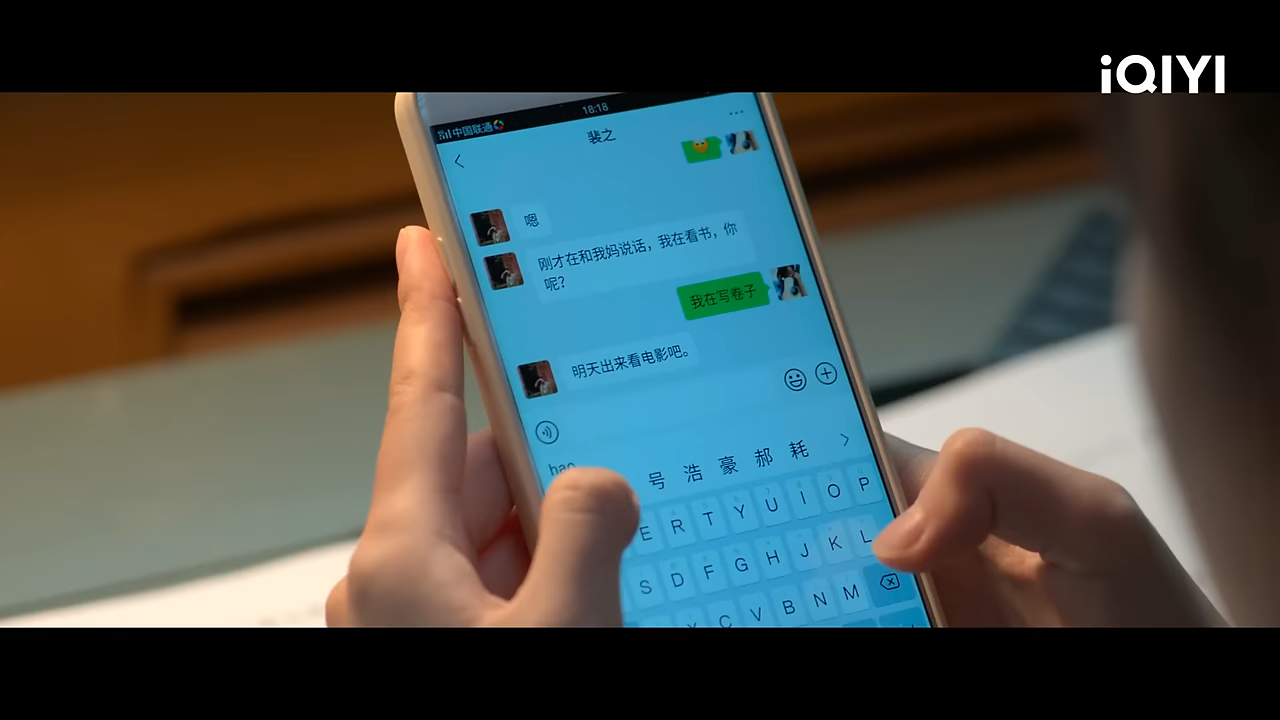 iQIYI
中国联通
18:18
裴之
嗯
刚才在和我妈说话，我在看书，你
呢？
我在写卷子
明天出来看电影吧。
hao
号 浩 豪 郝 耗
E R T Y U I O P
S D F G H J K L
C V B N M